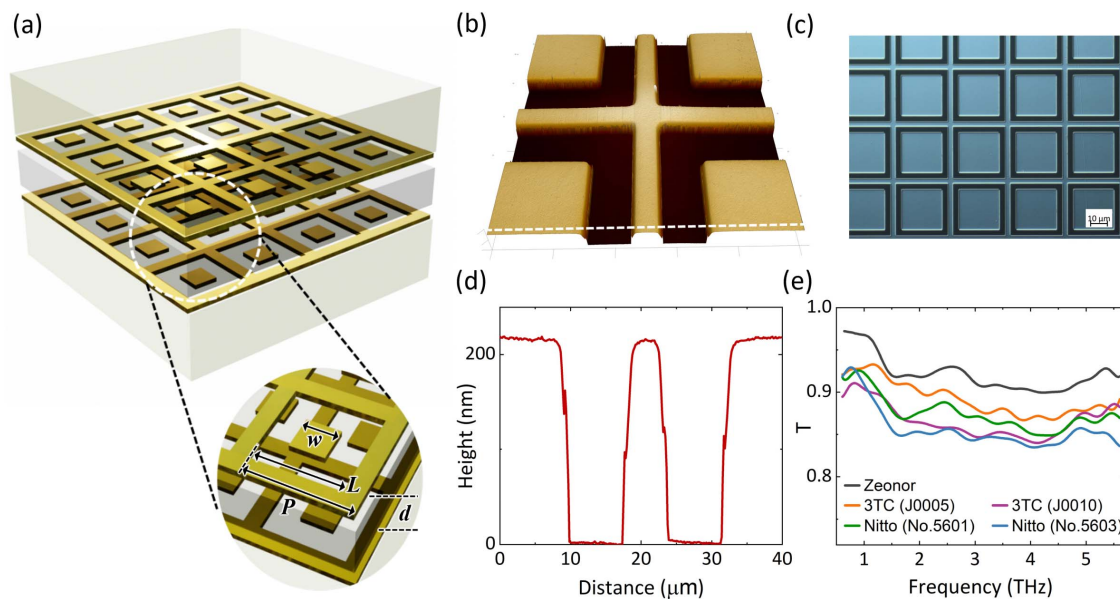 (a)
w
L
P
d
(b)
(c)
10 μm
(d)
200
0
Height (nm)
0 10 20 30 40
Distance (μm)
(e)
1.0
0.9
0.8
T
Zeonor
3TC (J0005) 3TC (J0010)
Nitto (No.5601) Nitto (No.5603)
1 2 3 4 5
Frequency (THz)